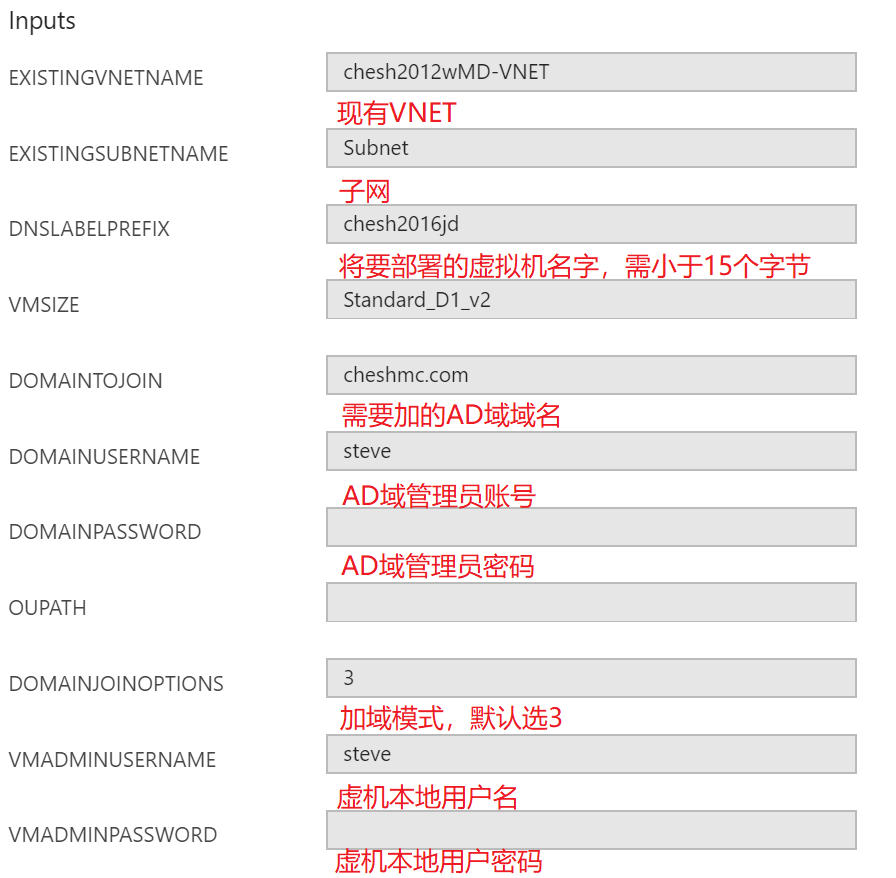 Inputs
EXISTINGVNETNAME chesh2012wMD-VNET
现有VNET
EXISTINGSUBNETNAME Subnet
子网
DNSLABELPREFIX chesh2016jd
将要部署的虚拟机名字，需小于15个字节
VMSIZE Standard_D1_v2
DOMAINTOJOIN cheshmc.com
需要加的AD域域名
DOMAINUSERNAME steve
AD域管理员账号
DOMAINPASSWORD
AD域管理员密码
OUPATH
DOMAINJOINOPTIONS 3
加域模式，默认选3
VMADMINUSERNAME steve
虚机本地用户名
VMADMINPASSWORD
虚机本地用户密码